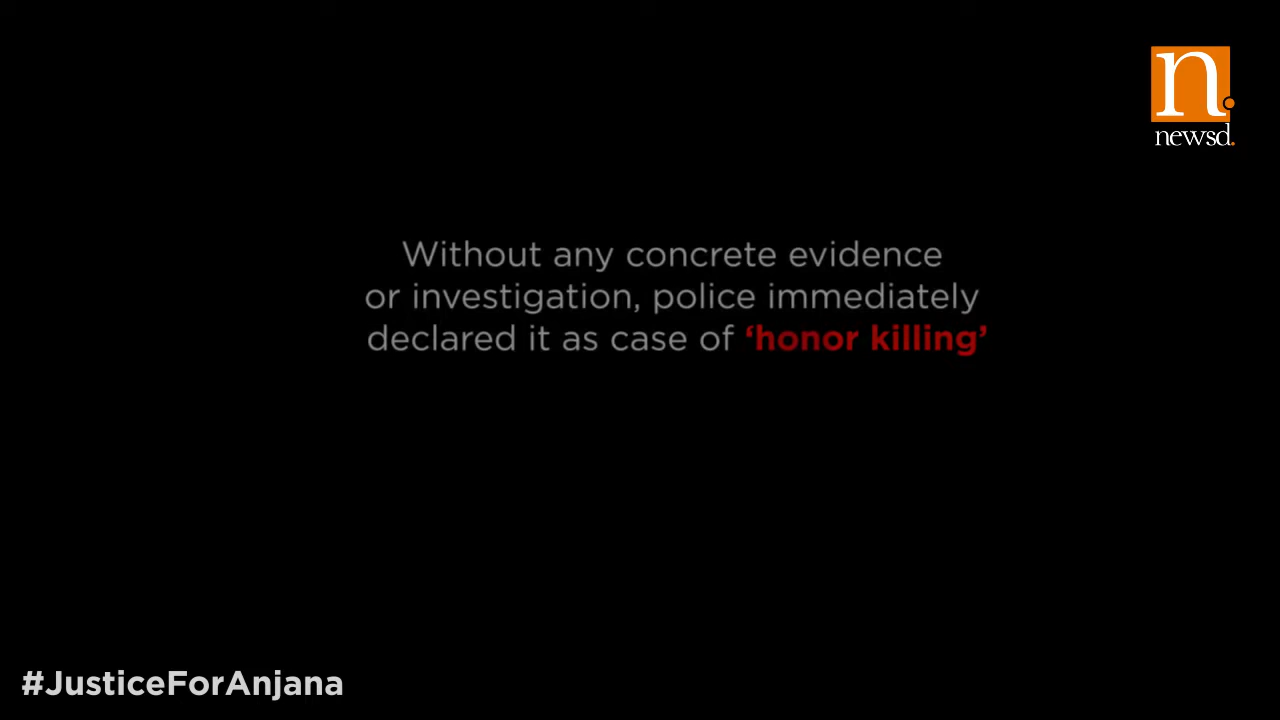 n.
newsd.
Without any concrete evidence
or investigation, police immediately
declared it as case of ‘honor killing’
#JusticeForAnjana